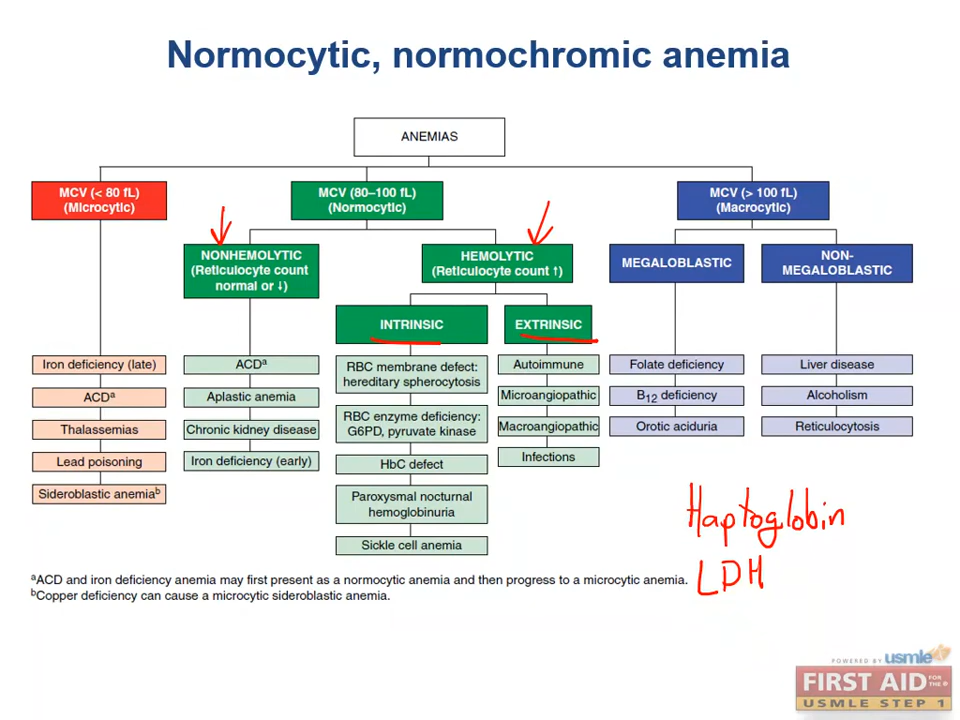 Normocytic, normochromic anemia
ANEMIAS
MCV (< 80 fL)
(Microcytic)
MCV (80–100 fL)
(Normocytic)
MCV (> 100 fL)
(Macrocytic)
NONHEMOLYTIC
(Reticulocyte count
normal or ↓)
HEMOLYTIC
(Reticulocyte count ↑)
MEGALOBLASTIC
NON-
MEGALOBLASTIC
INTRINSIC
EXTRINSIC
Iron deficiency (late)
ACDᵃ
Thalassemias
Lead poisoning
Sideroblastic anemiaᵇ
ACDᵃ
Aplastic anemia
Chronic kidney disease
Iron deficiency (early)
RBC membrane defect:
hereditary spherocytosis
RBC enzyme deficiency:
G6PD, pyruvate kinase
HbC defect
Paroxysmal nocturnal
hemoglobinuria
Sickle cell anemia
Autoimmune
Microangiopathic
Macroangiopathic
Infections
Folate deficiency
B₁₂ deficiency
Orotic aciduria
Liver disease
Alcoholism
Reticulocytosis
Haptoglobin
LDH
ᵃACD and iron deficiency anemia may first present as a normocytic anemia and then progress to a microcytic anemia.
ᵇCopper deficiency can cause a microcytic sideroblastic anemia.
POWERED BY usmle
FIRST AID FOR THE®
USMLE STEP 1